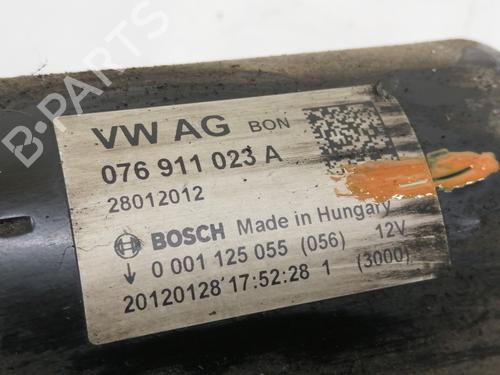 B-PARTS
VW AG BON
076 911 023 A
28012012
BOSCH Made in Hungary
0 001 125 055 (056) 12V
20120128 17:52:28 1 (3000)